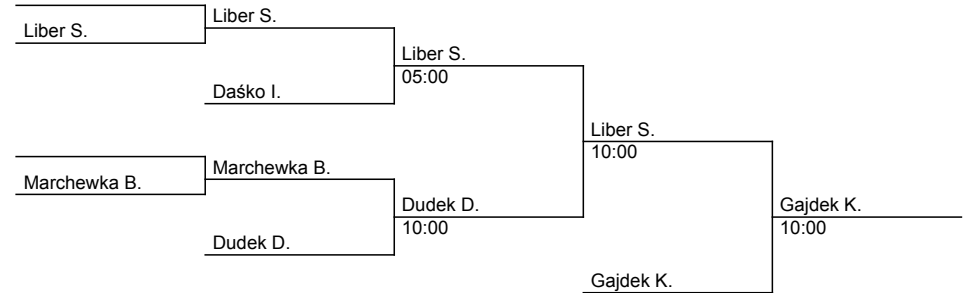 Liber S.
Liber S.
Liber S.
05:00
Daśko I.
Liber S.
10:00
Marchewka B.
Marchewka B.
Dudek D.
10:00
Gajdek K.
10:00
Dudek D.
Gajdek K.